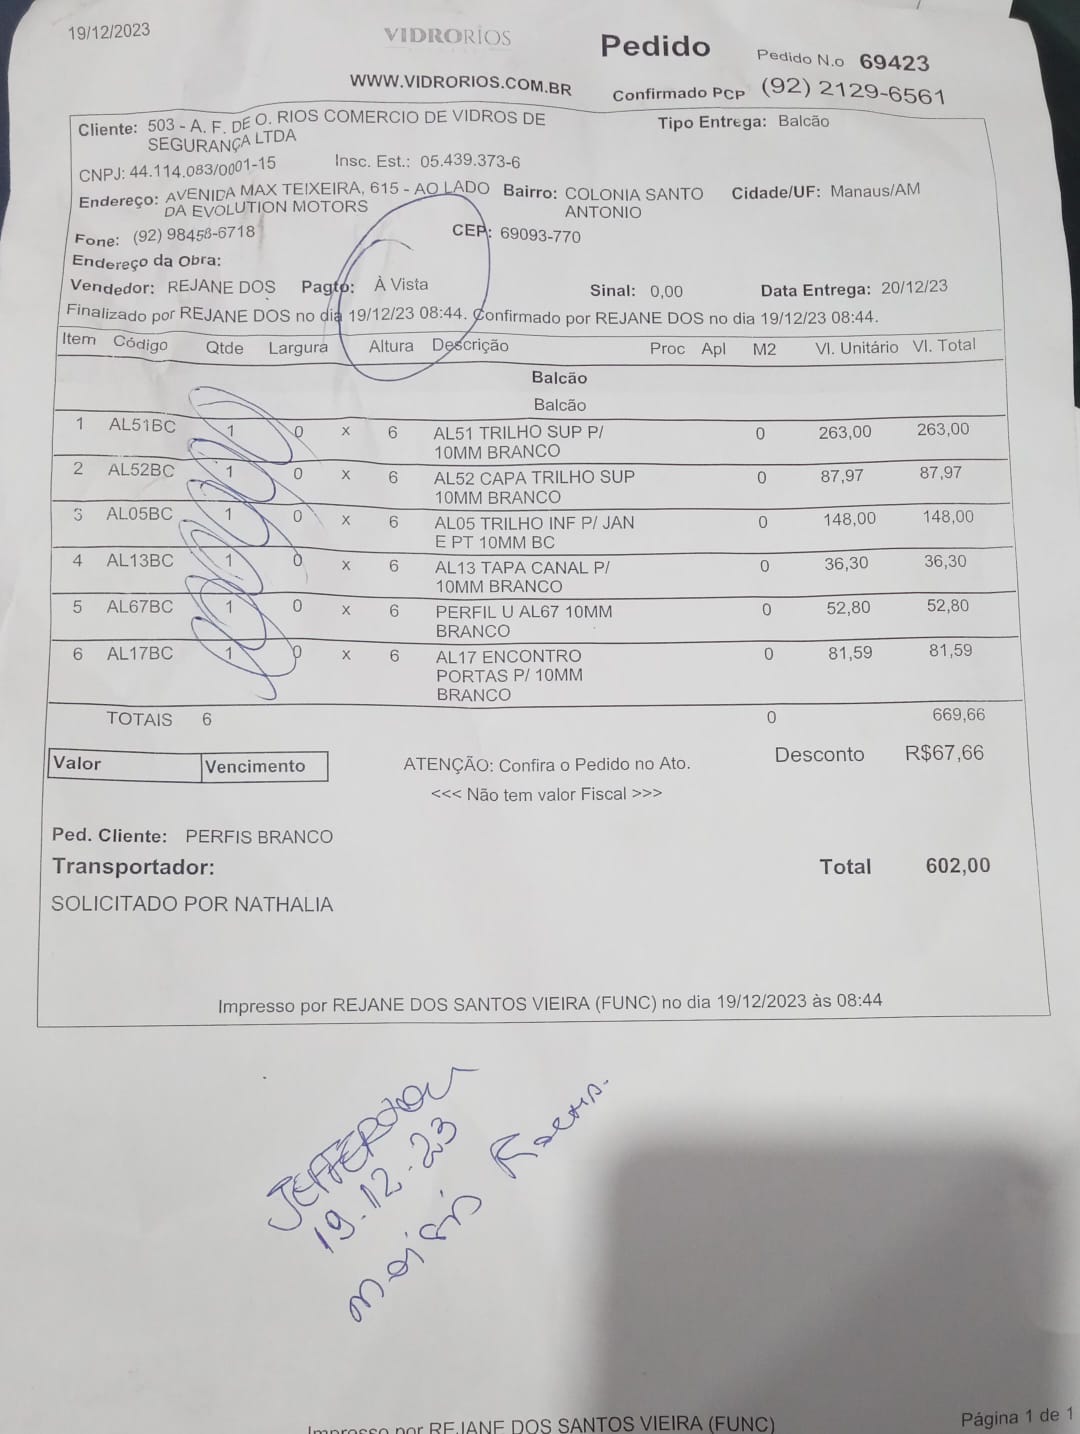 19/12/2023
VIDRORIOS
Pedido
Pedido N.o 69423
WWW.VIDRORIOS.COM.BR
Confirmado PCP (92) 2129-6561
Cliente: 503 - A. F. DE O. RIOS COMERCIO DE VIDROS DE
SEGURANÇA LTDA
Tipo Entrega: Balcão
CNPJ: 44.114.083/0001-15 Insc. Est.: 05.439.373-6
Endereço: AVENIDA MAX TEIXEIRA, 615 - AO LADO
DA EVOLUTION MOTORS
Bairro: COLONIA SANTO
ANTONIO
Cidade/UF: Manaus/AM
Fone: (92) 98458-6718
CEP: 69093-770
Endereço da Obra:
Vendedor: REJANE DOS Pagto: À Vista Sinal: 0,00 Data Entrega: 20/12/23
Finalizado por REJANE DOS no dia 19/12/23 08:44. Confirmado por REJANE DOS no dia 19/12/23 08:44.
Item Código Qtde Largura Altura Descrição Proc Apl M2 Vl. Unitário Vl. Total
Balcão
Balcão
1 AL51BC 1 0 x 6 AL51 TRILHO SUP P/ 0 263,00 263,00
10MM BRANCO
2 AL52BC 1 0 x 6 AL52 CAPA TRILHO SUP 0 87,97 87,97
10MM BRANCO
3 AL05BC 1 0 x 6 AL05 TRILHO INF P/ JAN 0 148,00 148,00
E PT 10MM BC
4 AL13BC 1 0 x 6 AL13 TAPA CANAL P/ 0 36,30 36,30
10MM BRANCO
5 AL67BC 1 0 x 6 PERFIL U AL67 10MM 0 52,80 52,80
BRANCO
6 AL17BC 1 0 x 6 AL17 ENCONTRO 0 81,59 81,59
PORTAS P/ 10MM
BRANCO
TOTAIS 6 0 669,66
Valor Vencimento
ATENÇÃO: Confira o Pedido no Ato.
Desconto R$67,66
<<< Não tem valor Fiscal >>>
Ped. Cliente: PERFIS BRANCO
Transportador:
Total 602,00
SOLICITADO POR NATHALIA
Impresso por REJANE DOS SANTOS VIEIRA (FUNC) no dia 19/12/2023 às 08:44
19.12.23
Impresso por REJANE DOS SANTOS VIEIRA (FUNC)
Página 1 de 1